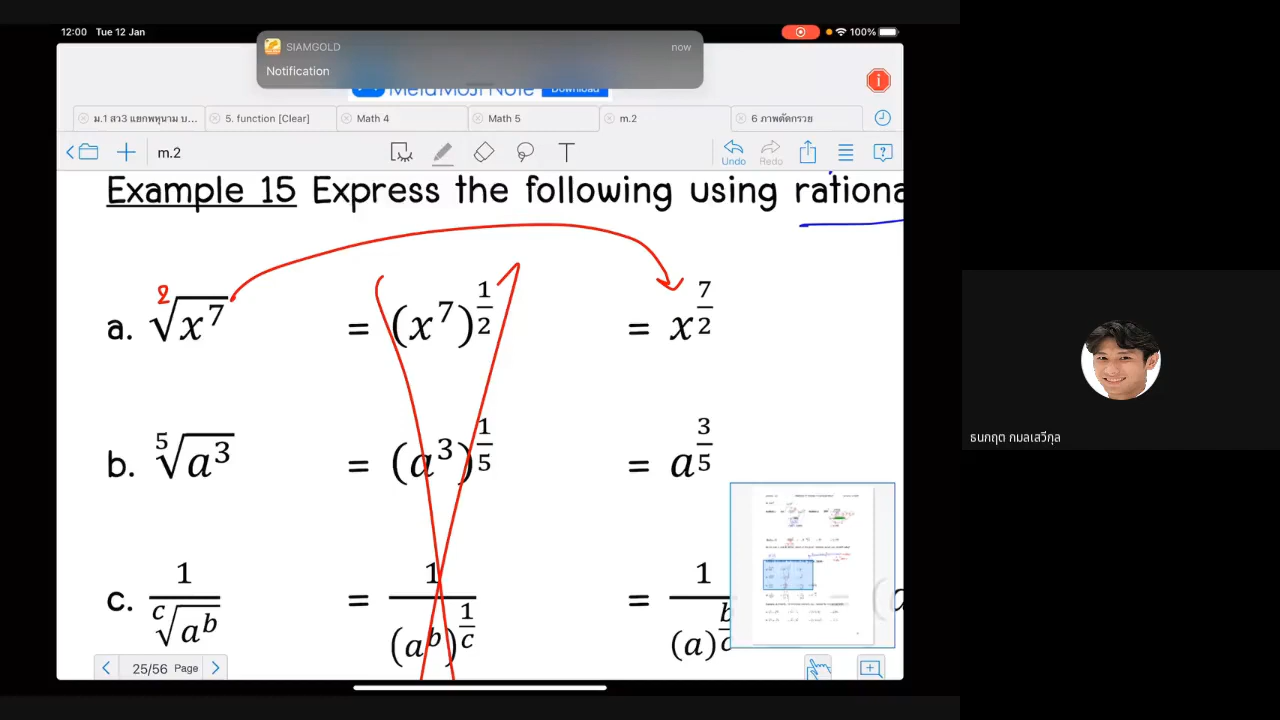 12:00 Tue 12 Jan 100%
SIAMGOLD now
Notification
MetaMoji Note Download
ม.1 สว3 แยกพหุนาม บ... 5. function [Clear] Math 4 Math 5 m.2 6 ภาพตัดกรวย
m.2 T Undo Redo
Example 15 Express the following using rationa
a. ²√x⁷ = (x⁷)^(1/2) = x^(7/2)
b. ⁵√a³ = (a³)^(1/5) = a^(3/5)
c. 1/ᶜ√aᵇ = 1/(aᵇ)^(1/c) = 1/(a)^(b/c)
25/56 Page
ธนกฤต กมลเสวีกุล